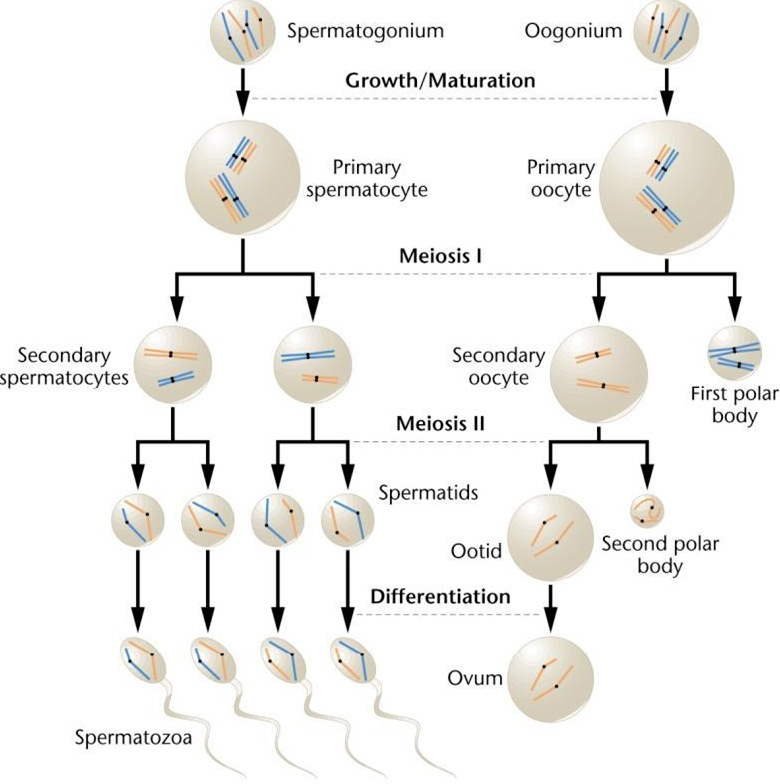 Spermatogonium
Oogonium
Growth/Maturation
Primary
spermatocyte
Primary
oocyte
Meiosis I
Secondary
spermatocytes
Secondary
oocyte
First polar
body
Meiosis II
Spermatids
Ootid
Second polar
body
Differentiation
Ovum
Spermatozoa